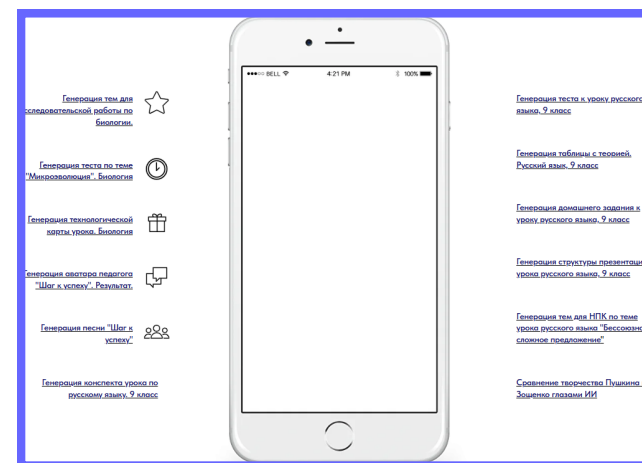 Генерация тем для
сследовательской работы по
биологии.
Генерация теста по теме
"Микроэволюция". Биология
Генерация технологической
карты урока. Биология
Генерация аватара педагога
"Шаг к успеху". Результат.
Генерация песни "Шаг к
успеху"
Генерация конспекта урока по
русскому языку. 9 класс
BELL 4:21 PM 100%
Генерация теста к уроку русского
языка, 9 класс
Генерация таблицы с теорией.
Русский язык, 9 класс
Генерация домашнего задания к
уроку русского языка, 9 класс
Генерация структуры презентаци
урока русского языка, 9 класс
Генерация тем для НПК по теме
урока русского языка "Бессоюзно
сложное предложение"
Сравнение творчества Пушкина
Зощенко глазами ИИ